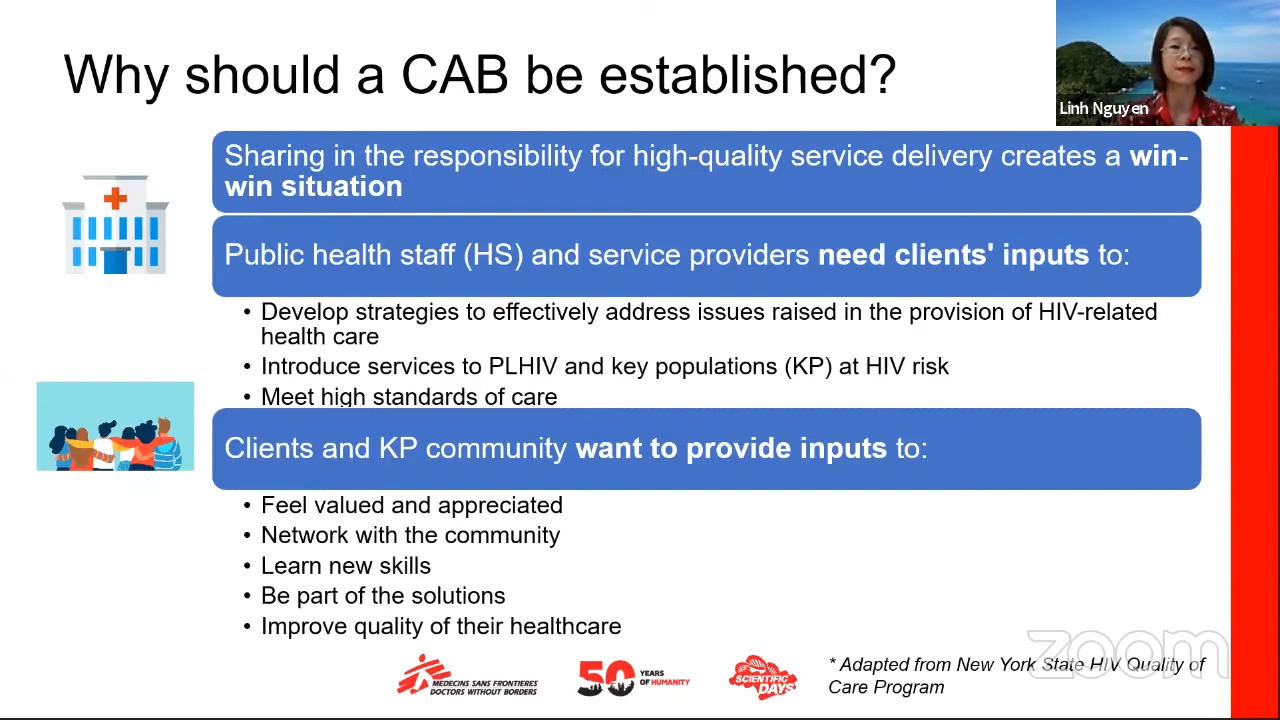 Why should a CAB be established?
Linh Nguyen
Sharing in the responsibility for high-quality service delivery creates a win-
win situation
Public health staff (HS) and service providers need clients' inputs to:
• Develop strategies to effectively address issues raised in the provision of HIV-related
health care
• Introduce services to PLHIV and key populations (KP) at HIV risk
• Meet high standards of care
Clients and KP community want to provide inputs to:
• Feel valued and appreciated
• Network with the community
• Learn new skills
• Be part of the solutions
• Improve quality of their healthcare
MEDECINS SANS FRONTIERES
DOCTORS WITHOUT BORDERS
50 YEARS
OF HUMANITY
SCIENTIFIC
DAYS
* Adapted from New York State HIV Quality of
Care Program
zoom